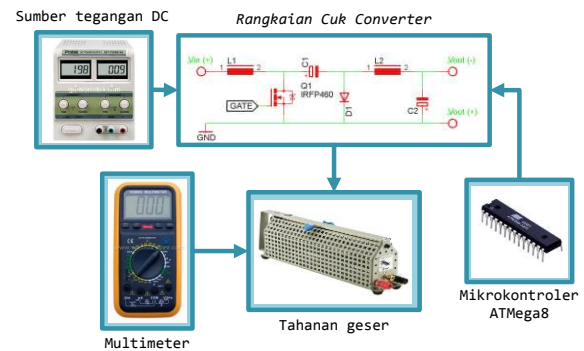 Sumber tegangan DC
Rangkaian Cuk Converter
198 009
Vin (+) L1 C1 L2 Vout (-)
1 2 1 2
Q1
IRFP460
GATE
D1
C2
GND
Vout (+)
000
Multimeter
Tahanan geser
Mikrokontroler
ATMega8